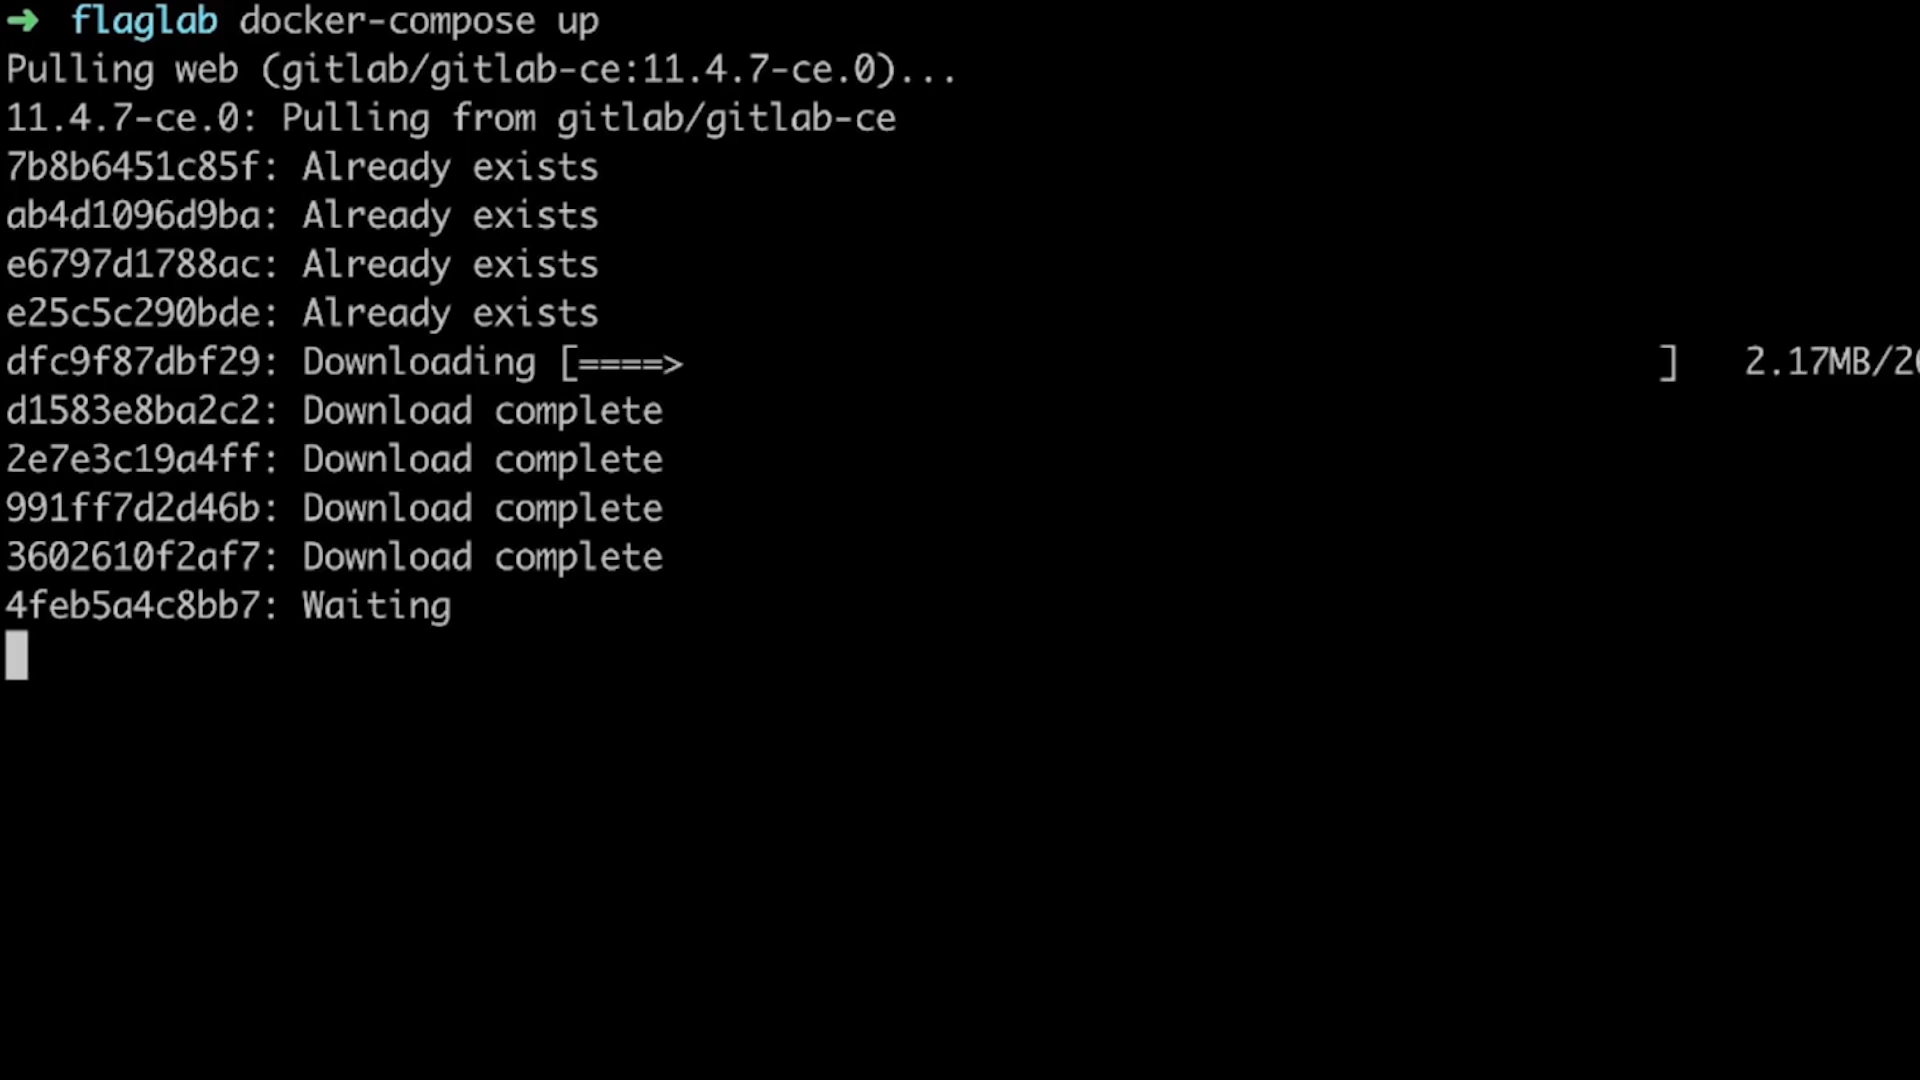 ➜ flaglab docker-compose up
Pulling web (gitlab/gitlab-ce:11.4.7-ce.0)...
11.4.7-ce.0: Pulling from gitlab/gitlab-ce
7b8b6451c85f: Already exists
ab4d1096d9ba: Already exists
e6797d1788ac: Already exists
e25c5c290bde: Already exists
dfc9f87dbf29: Downloading [====> ] 2.17MB/20
d1583e8ba2c2: Download complete
2e7e3c19a4ff: Download complete
991ff7d2d46b: Download complete
3602610f2af7: Download complete
4feb5a4c8bb7: Waiting